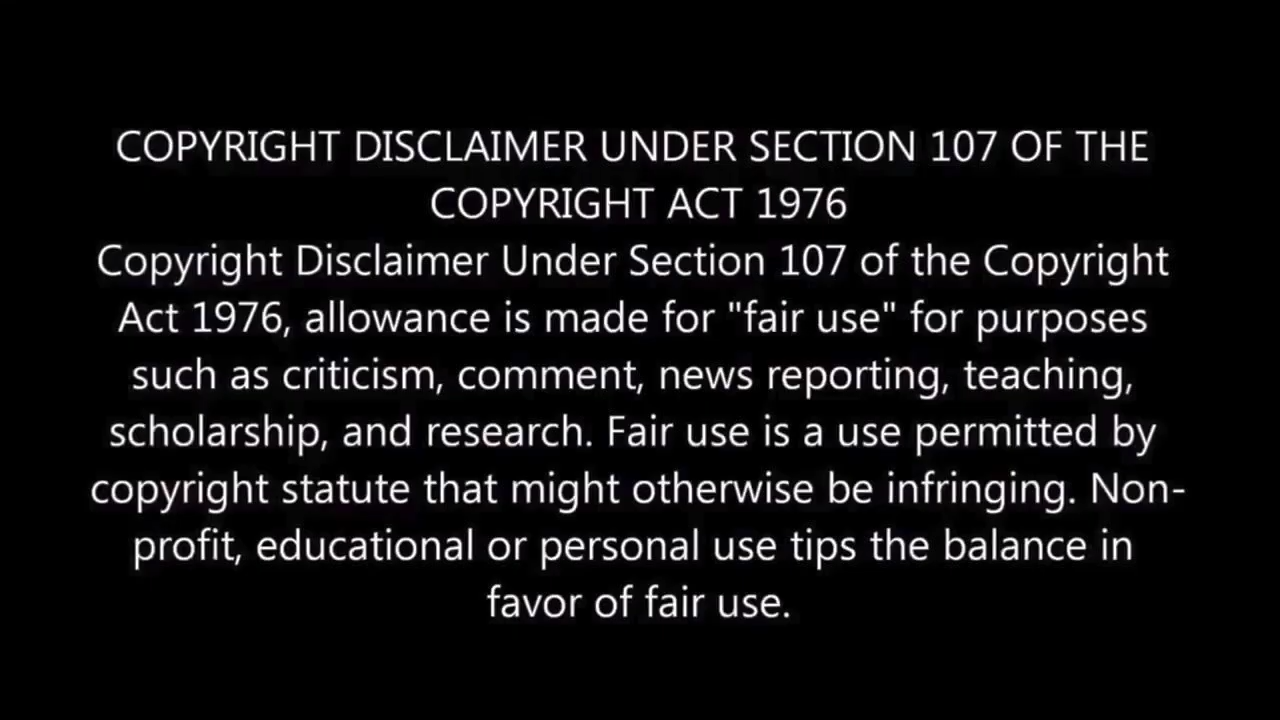 COPYRIGHT DISCLAIMER UNDER SECTION 107 OF THE
COPYRIGHT ACT 1976
Copyright Disclaimer Under Section 107 of the Copyright
Act 1976, allowance is made for "fair use" for purposes
such as criticism, comment, news reporting, teaching,
scholarship, and research. Fair use is a use permitted by
copyright statute that might otherwise be infringing. Non-
profit, educational or personal use tips the balance in
favor of fair use.